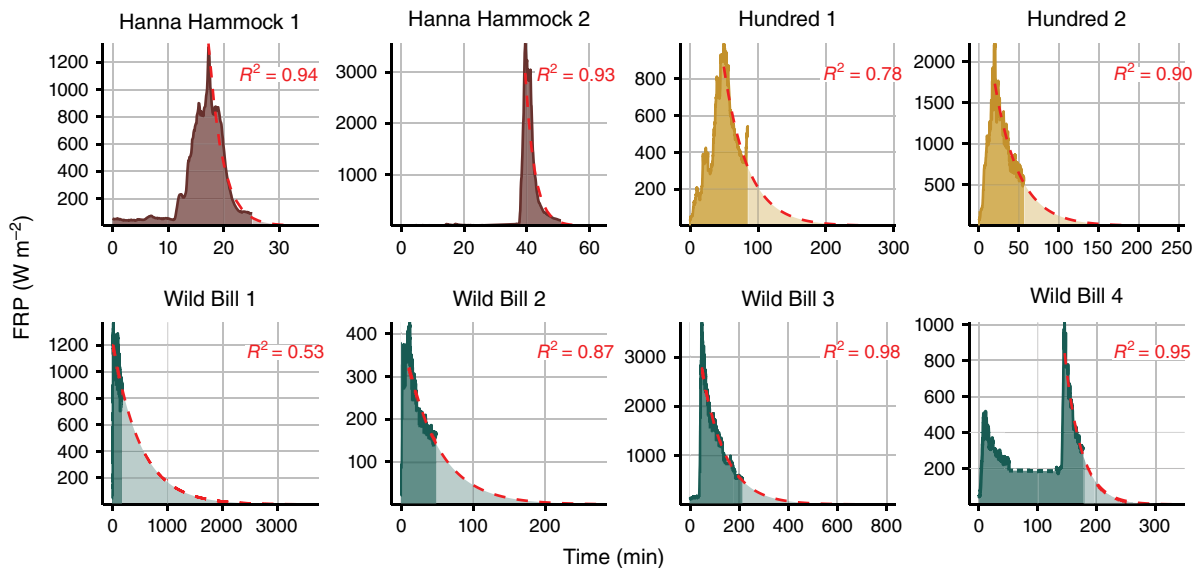 Hanna Hammock 1
Hanna Hammock 2
Hundred 1
Hundred 2
1200
1000
800
600
400
200
R² = 0.94
0 10 20 30
3000
2000
1000
R² = 0.93
0 20 40 60
800
600
400
200
R² = 0.78
0 100 200 300
2000
1500
1000
500
R² = 0.90
0 50 100 150 200 250
FRP (W m⁻²)
Wild Bill 1
Wild Bill 2
Wild Bill 3
Wild Bill 4
1200
1000
800
600
400
200
R² = 0.53
0 1000 2000 3000
400
300
200
100
R² = 0.87
0 100 200
3000
2000
1000
R² = 0.98
0 200 400 600 800
1000
800
600
400
200
R² = 0.95
0 100 200 300
Time (min)